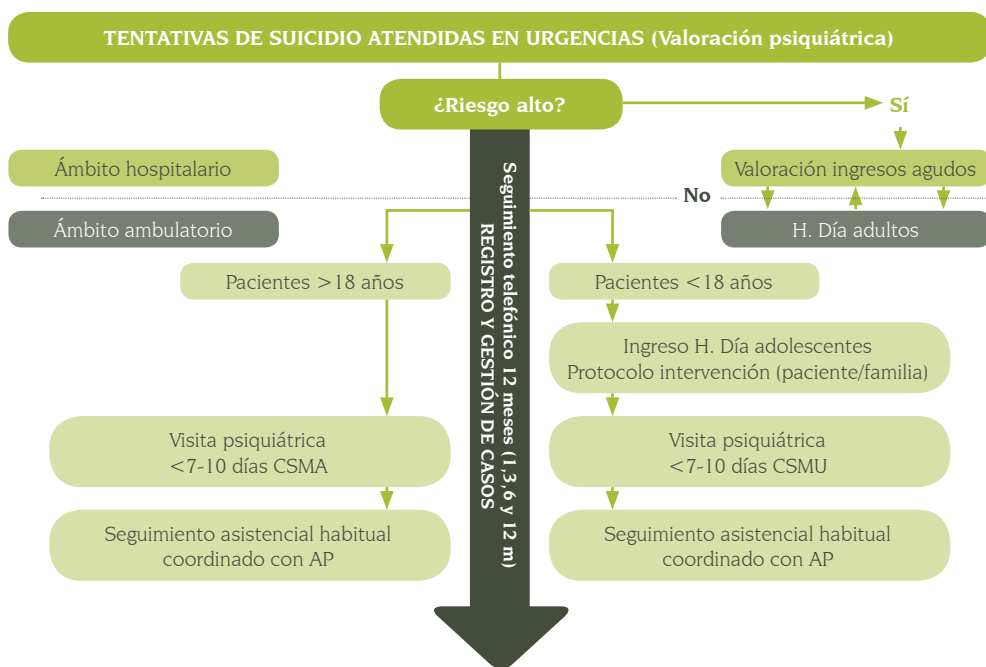 TENTATIVAS DE SUICIDIO ATENDIDAS EN URGENCIAS (Valoración psiquiátrica)
¿Riesgo alto?
Sí
Ámbito hospitalario
Valoración ingresos agudos
No
Ámbito ambulatorio
H. Día adultos
Seguimiento telefónico 12 meses (1,3,6 y 12 m)
REGISTRO Y GESTIÓN DE CASOS
Pacientes >18 años
Pacientes <18 años
Ingreso H. Día adolescentes
Protocolo intervención (paciente/familia)
Visita psiquiátrica
<7-10 días CSMA
Visita psiquiátrica
<7-10 días CSMU
Seguimiento asistencial habitual
coordinado con AP
Seguimiento asistencial habitual
coordinado con AP